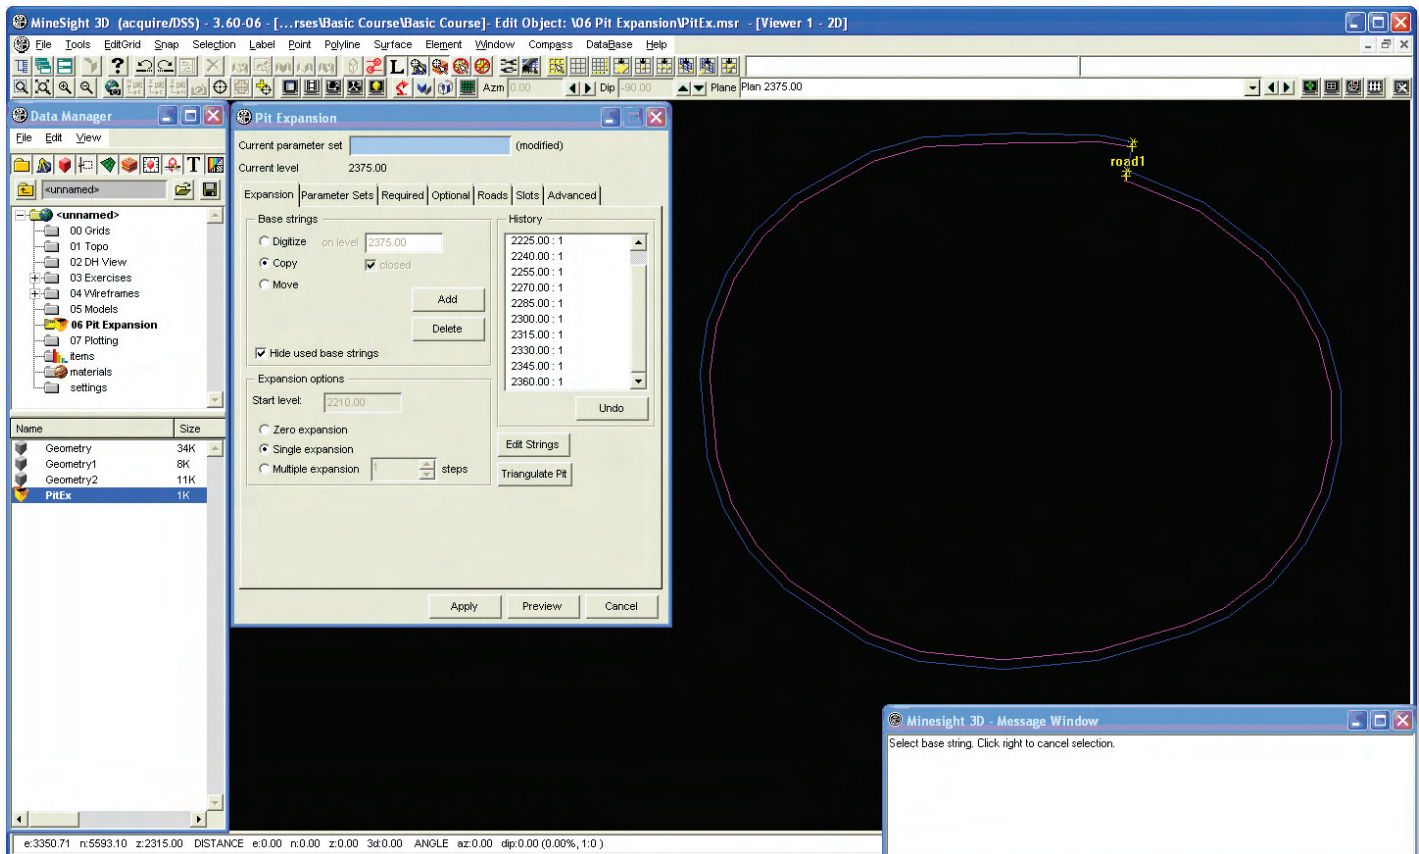 MineSight 3D (acquire/DSS) - 3.60-06 - [...rses\Basic Course\Basic Course]- Edit Object: \06 Pit Expansion\PitEx.msr - [Viewer 1 - 2D]
File Tools EditGrid Snap Selection Label Point Polyline Surface Element Window Compass DataBase Help
Azm 0.00 Dip -90.00 Plane Plan 2375.00
Data Manager
File Edit View
<unnamed>
<unnamed>
00 Grids
01 Topo
02 DH View
03 Exercises
04 Wireframes
05 Models
06 Pit Expansion
07 Plotting
items
materials
settings
Name Size
Geometry 34K
Geometry1 8K
Geometry2 11K
PitEx 1K
Pit Expansion
Current parameter set (modified)
Current level 2375.00
Expansion Parameter Sets Required Optional Roads Slots Advanced
Base strings
Digitize on level 2375.00
Copy closed
Move
Add
Delete
Hide used base strings
Expansion options
Start level: 2210.00
Zero expansion
Single expansion
Multiple expansion 1 steps
History
2225.00 : 1
2240.00 : 1
2255.00 : 1
2270.00 : 1
2285.00 : 1
2300.00 : 1
2315.00 : 1
2330.00 : 1
2345.00 : 1
2360.00 : 1
Undo
Edit Strings
Triangulate Pit
Apply Preview Cancel
road1
Minesight 3D - Message Window
Select base string. Click right to cancel selection.
e:3350.71 n:5593.10 z:2315.00 DISTANCE e:0.00 n:0.00 z:0.00 3d:0.00 ANGLE az:0.00 dip:0.00 (0.00%, 1:0 )